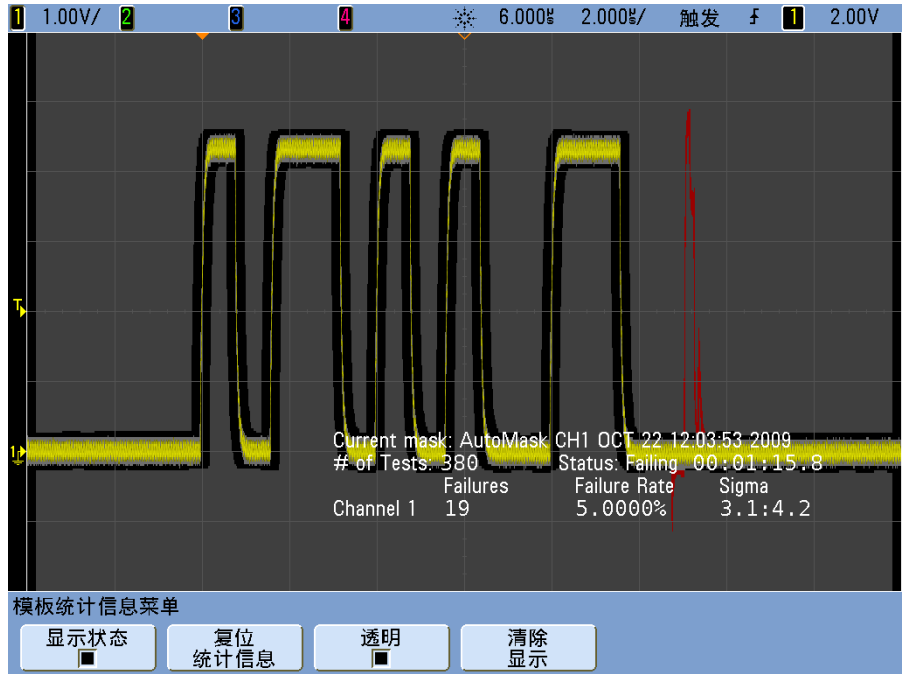 1 1.00V/ 2 3 4 6.000µs 2.000µs/ 触发 1 2.00V
T
1
Current mask: AutoMask CH1 OCT 22 12:03:53 2009
# of Tests: 380 Status: Failing 00:01:15.8
Failures Failure Rate Sigma
Channel 1 19 5.0000% 3.1:4.2
模板统计信息菜单
显示状态 复位 透明 清除
统计信息 显示